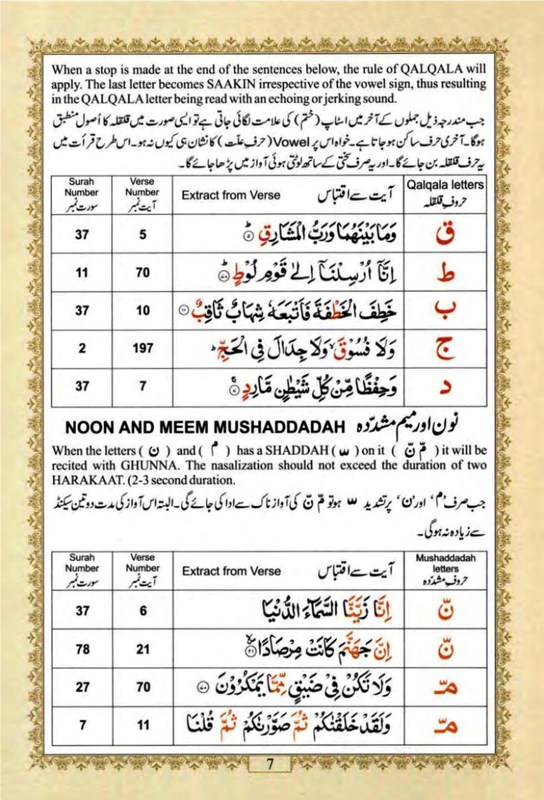 When a stop is made at the end of the sentences below, the rule of QALQALA will
apply. The last letter becomes SAAKIN irrespective of the vowel sign, thus resulting
in the QALQALA letter being read with an echoing or jerking sound.
جب مندرجہ ذیل جملوں کے آخر میں اسٹاپ (ختم) کی علامت لگائی جاتی ہے تو ایسی صورت میں قلقلہ کا اُصول منطبق
ہوگا۔ آخری حرف ساکن ہوجاتا ہے۔ خواہ اس پر Vowel (حرفِ علّت) کا نشان ہی کیوں نہ ہو۔ اس طرح قرأت میں
یہ حرف قلقلہ بن جائے گا۔ اور یہ صرف سختی کے ساتھ لوٹتی ہوئی آواز میں پڑھا جائے گا۔
Surah Number سورت نمبر Verse Number آیت نمبر Extract from Verse آیت سے اقتباس Qalqala letters حروف قلقلہ
37 5 وَمَا بَيْنَهُمَا وَرَبُّ الْمَشَارِقِ ق
11 70 اِنَّآ اُرْسِلْنَآ اِلٰى قَوْمِ لُوْطٍ ط
37 10 خَطِفَ الْخَطْفَةَ فَاَتْبَعَهٗ شِهَابٌ ثَاقِبٌ ب
2 197 وَلَا فُسُوْقَ وَلَا جِدَالَ فِى الْحَجِّ ج
37 7 وَحِفْظًا مِّنْ كُلِّ شَيْطٰنٍ مَّارِدٍ د
NOON AND MEEM MUSHADDADAH نون اور میم مشدّدہ
When the letters ( ن ) and ( م ) has a SHADDAH ( ّ ) on it ( نّ مّ ) it will be
recited with GHUNNA. The nasalization should not exceed the duration of two
HARAKAAT. (2-3 second duration.
جب صرف ’م‘ اور ’ن‘ پر تشدید ّ ہو تو مّ نّ کی آواز ناک سے ادا کی جائے گی۔ البتہ اس آواز کی مدت دو تین سیکنڈ
سے زیادہ نہ ہوگی۔
Surah Number سورت نمبر Verse Number آیت نمبر Extract from Verse آیت سے اقتباس Mushaddadah letters حروف مشدّدہ
37 6 اِنَّا زَيَّنَّا السَّمَآءَ الدُّنْيَا نّ
78 21 اِنَّ جَهَنَّمَ كَانَتْ مِرْصَادًا نّ
27 70 وَلَا تَكُنْ فِىْ ضَيْقٍ مِّمَّا يَمْكُرُوْنَ مّـ
7 11 وَلَقَدْ خَلَقْنٰكُمْ ثُمَّ صَوَّرْنٰكُمْ ثُمَّ قُلْنَا مّـ
7